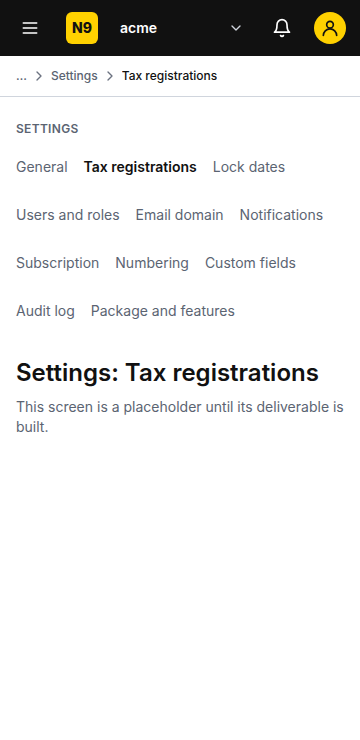 N9 acme
... Settings Tax registrations
SETTINGS
General Tax registrations Lock dates
Users and roles Email domain Notifications
Subscription Numbering Custom fields
Audit log Package and features
Settings: Tax registrations
This screen is a placeholder until its deliverable is
built.